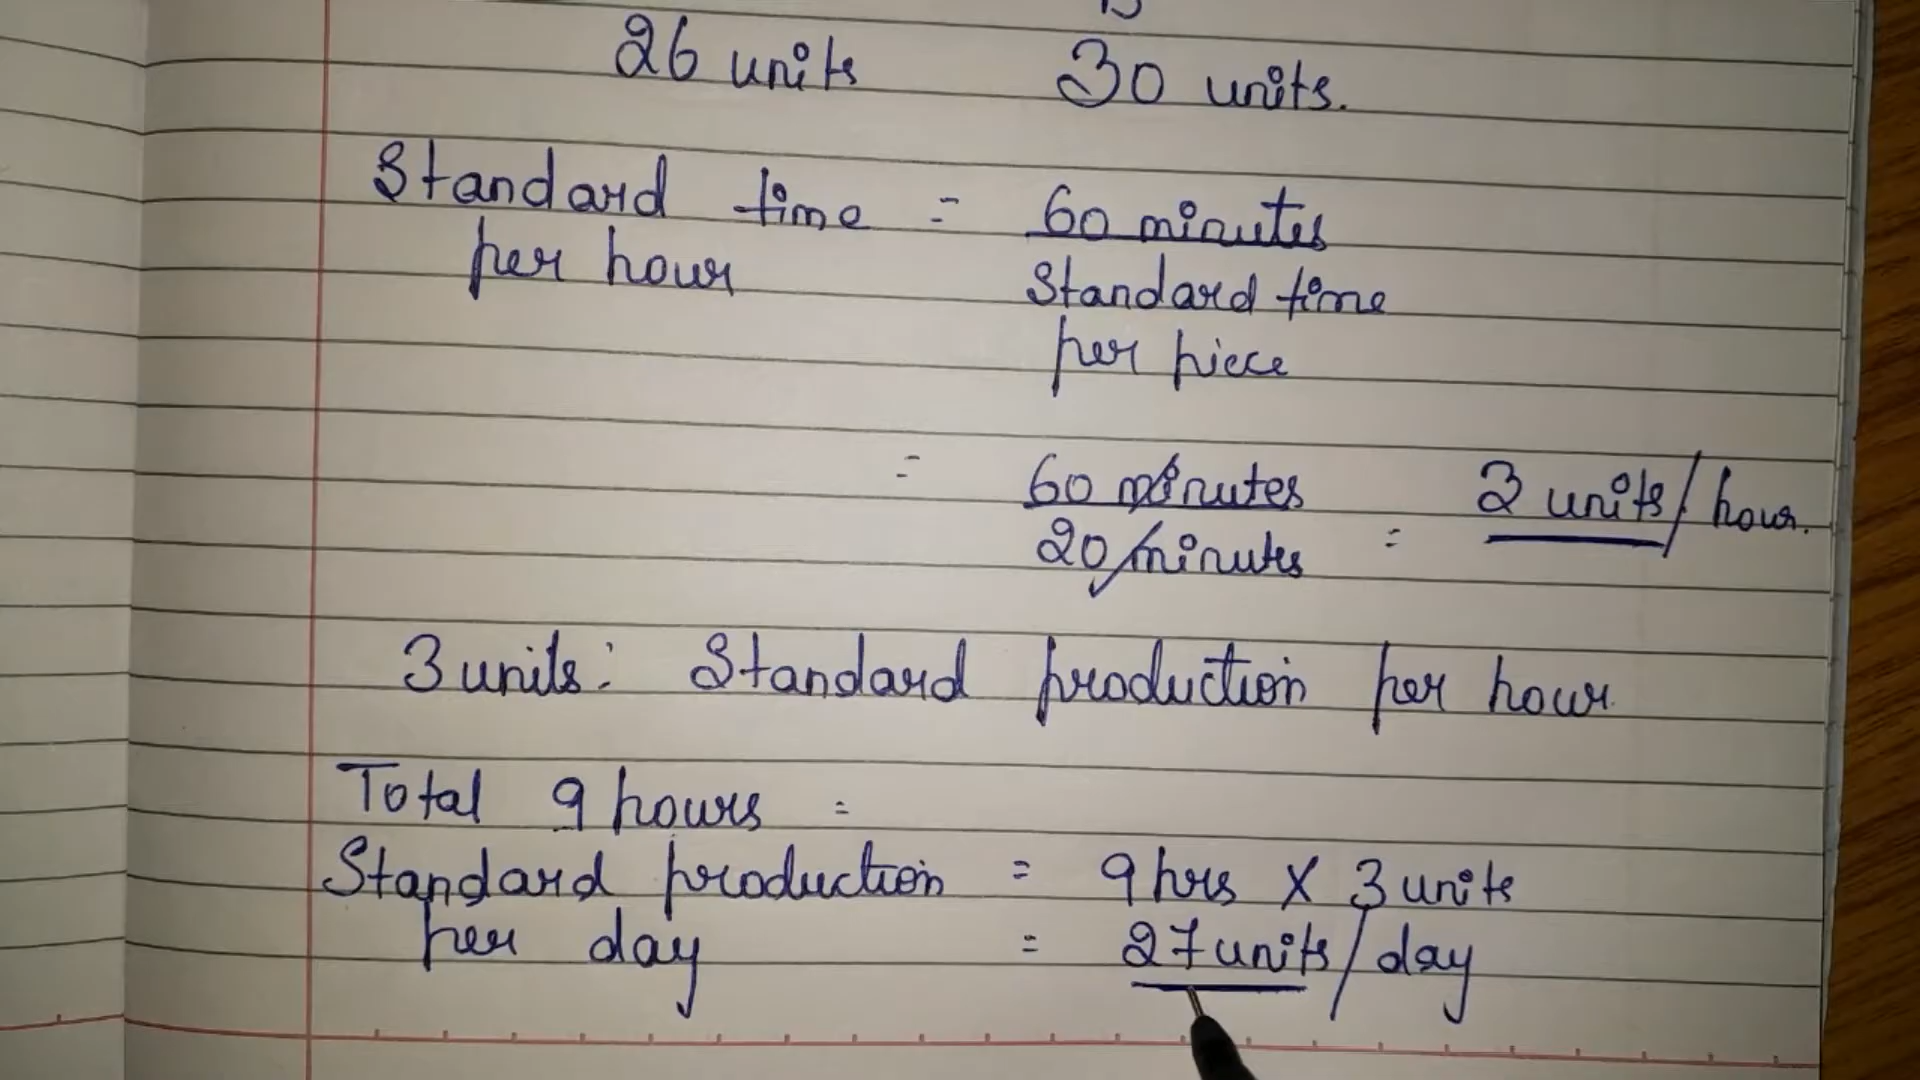 26 units 30 units.
Standard time = 60 minutes
per hour Standard time
per piece
= 60 minutes = 3 units/hour.
20 minutes
3 units: Standard production per hour.
Total 9 hours =
Standard production = 9 hrs X 3 units
per day = 27 units/day